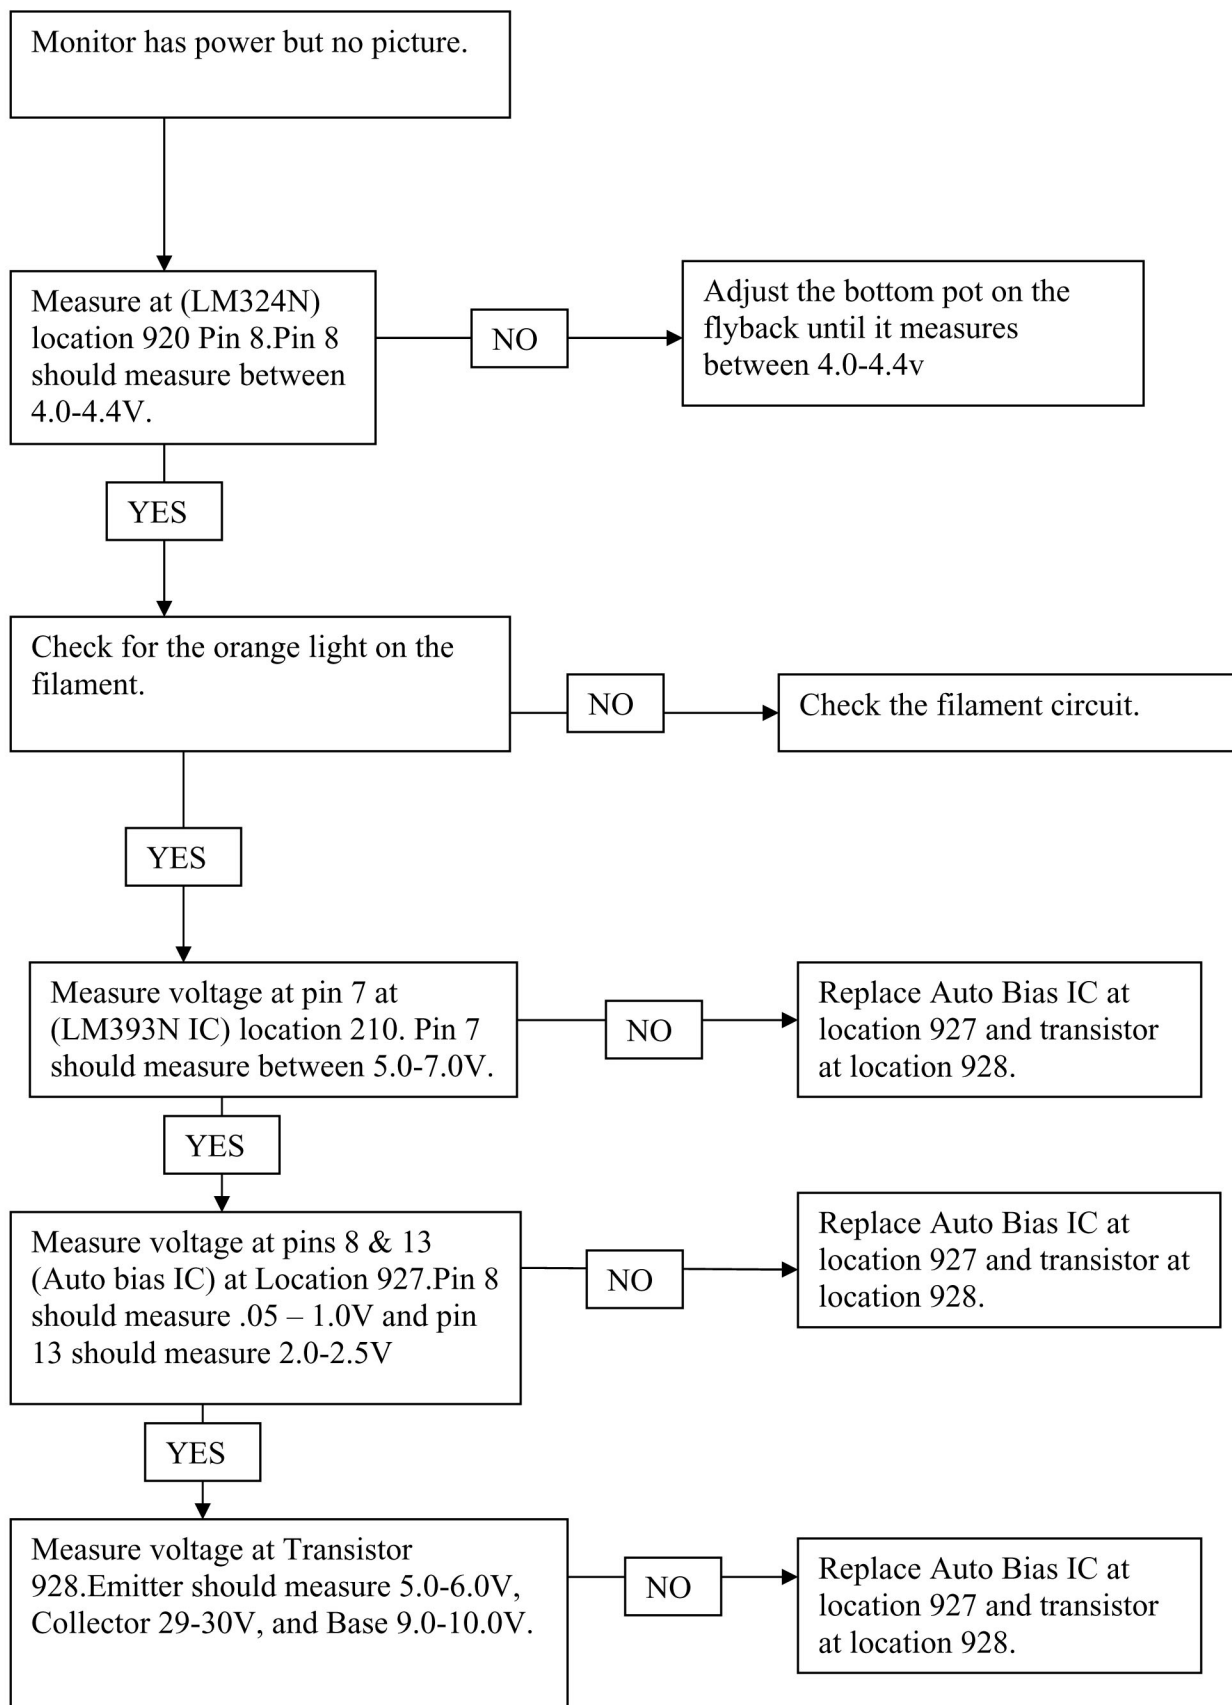 Monitor has power but no picture.
Measure at (LM324N)
location 920 Pin 8.Pin 8
should measure between
4.0-4.4V.
NO
Adjust the bottom pot on the
flyback until it measures
between 4.0-4.4v
YES
Check for the orange light on the
filament.
NO
Check the filament circuit.
YES
Measure voltage at pin 7 at
(LM393N IC) location 210. Pin 7
should measure between 5.0-7.0V.
NO
Replace Auto Bias IC at
location 927 and transistor
at location 928.
YES
Measure voltage at pins 8 & 13
(Auto bias IC) at Location 927.Pin 8
should measure .05 – 1.0V and pin
13 should measure 2.0-2.5V
NO
Replace Auto Bias IC at
location 927 and transistor at
location 928.
YES
Measure voltage at Transistor
928.Emitter should measure 5.0-6.0V,
Collector 29-30V, and Base 9.0-10.0V.
NO
Replace Auto Bias IC at
location 927 and transistor
at location 928.